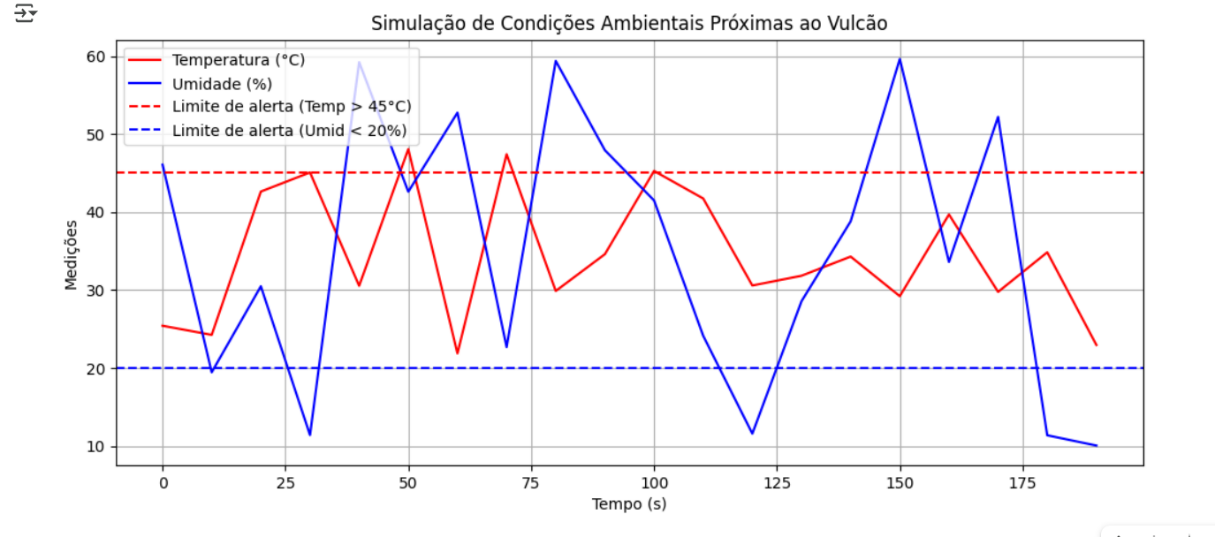 Simulação de Condições Ambientais Próximas ao Vulcão
Temperatura (°C)
Umidade (%)
Limite de alerta (Temp > 45°C)
Limite de alerta (Umid < 20%)
60
50
40
30
20
10
Medições
0 25 50 75 100 125 150 175
Tempo (s)